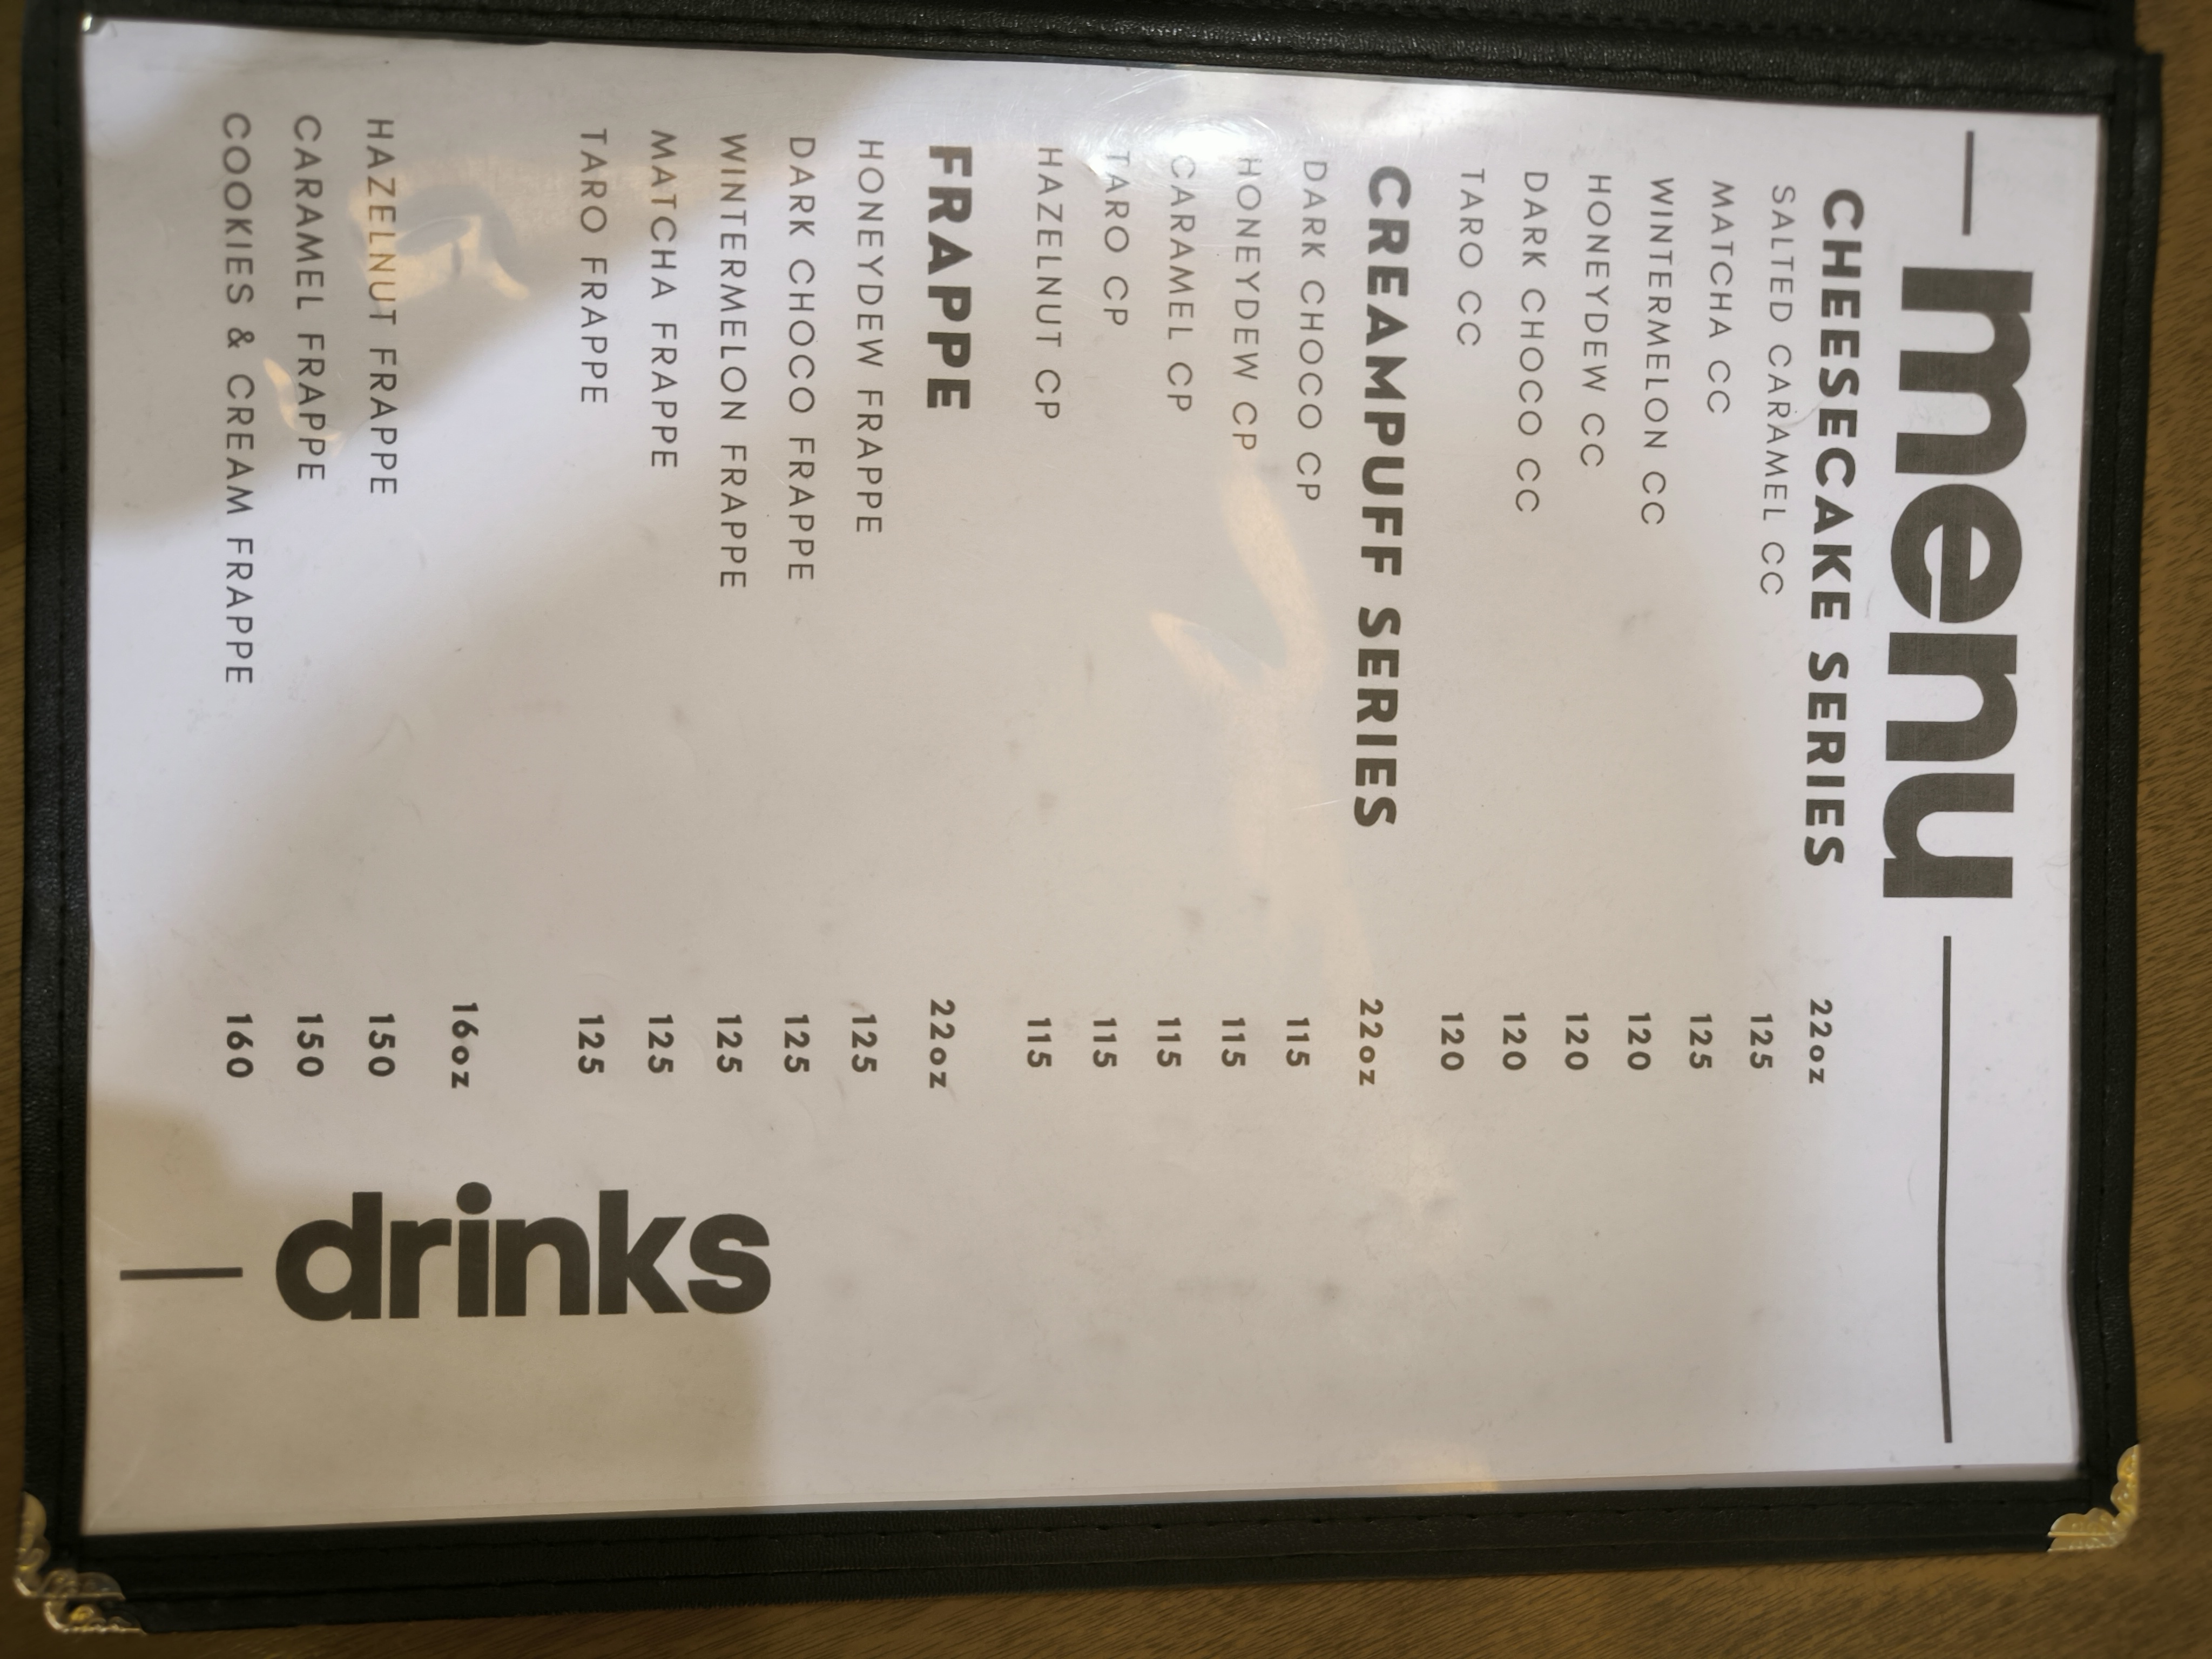 menu
CHEESECAKE SERIES 22oz
SALTED CARAMEL CC 125
MATCHA CC 125
WINTERMELON CC 120
HONEYDEW CC 120
DARK CHOCO CC 120
TARO CC 120
CREAMPUFF SERIES 22oz
DARK CHOCO CP 115
HONEYDEW CP 115
CARAMEL CP 115
TARO CP 115
HAZELNUT CP 115
FRAPPE 22oz
HONEYDEW FRAPPE 125
DARK CHOCO FRAPPE 125
WINTERMELON FRAPPE 125
MATCHA FRAPPE 125
TARO FRAPPE 125
16oz
HAZELNUT FRAPPE 150
CARAMEL FRAPPE 150
COOKIES & CREAM FRAPPE 160
drinks